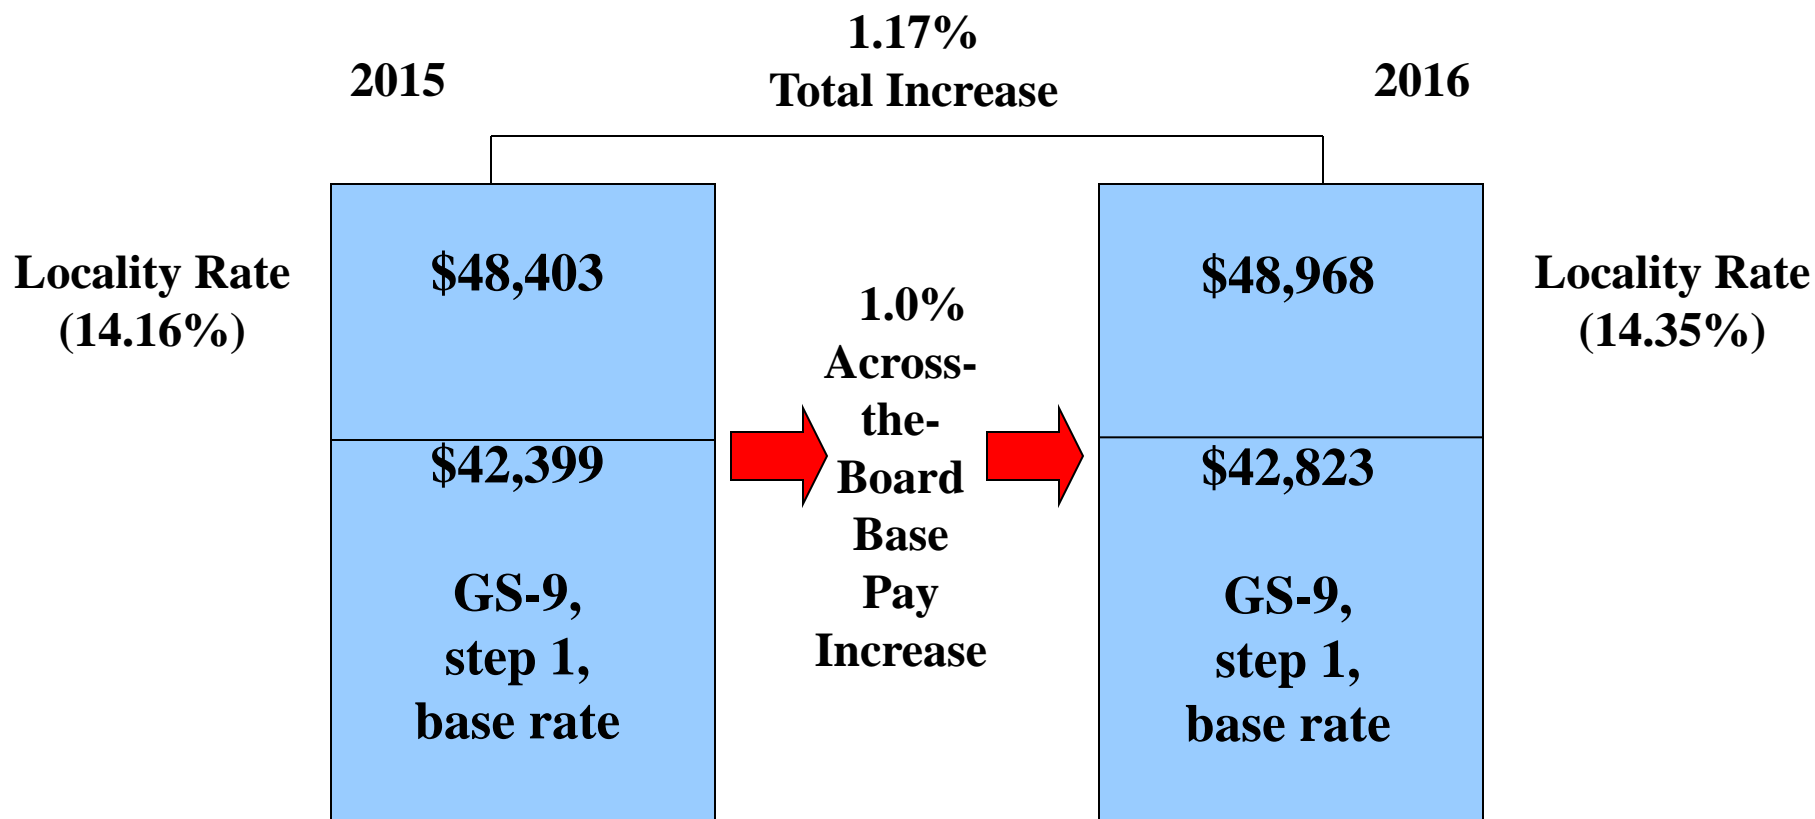 1.17%
Total Increase
2015
2016
Locality Rate
(14.16%)
$48,403
$42,399
GS-9,
step 1,
base rate
1.0%
Across-
the-
Board
Base
Pay
Increase
$48,968
$42,823
GS-9,
step 1,
base rate
Locality Rate
(14.35%)